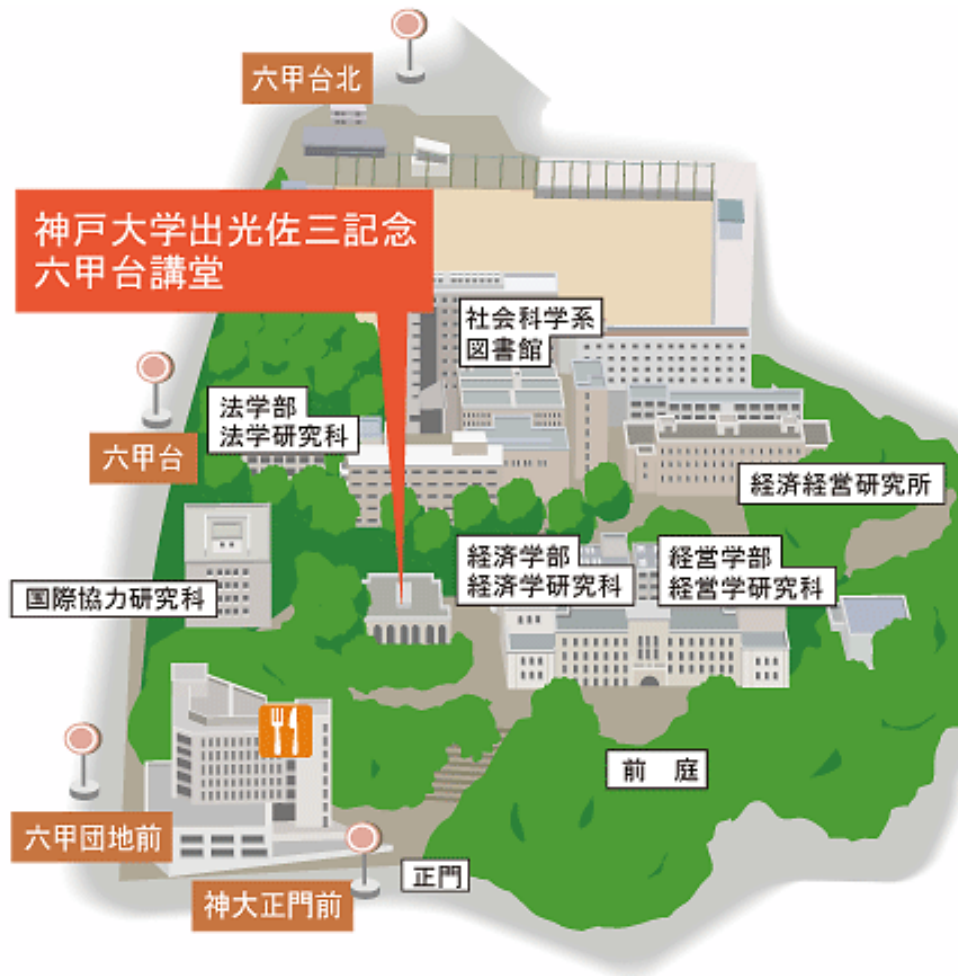 六甲台北
神戸大学出光佐三記念
六甲台講堂
社会科学系
図書館
法学部
法学研究科
六甲台
経済経営研究所
経済学部
経済学研究科
経営学部
経営学研究科
国際協力研究科
前 庭
六甲団地前
正門
神大正門前